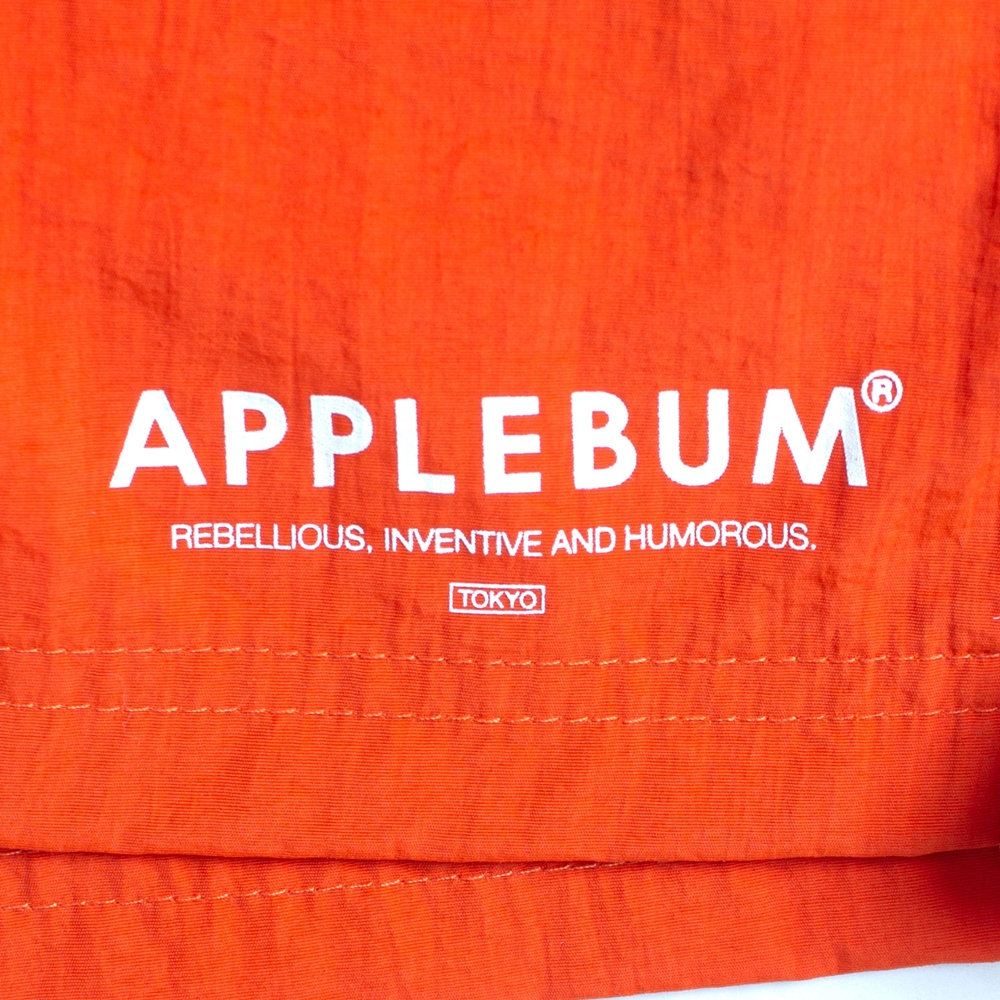 APPLEBUM®
REBELLIOUS, INVENTIVE AND HUMOROUS.
TOKYO